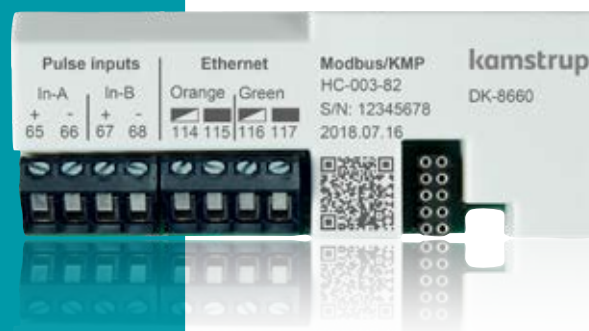 Pulse inputs
In-A In-B
+ - + -
65 66 67 68
Ethernet
Orange Green
114 115 116 117
Modbus/KMP
HC-003-82
S/N: 12345678
2018.07.16
kamstrup
DK-8660